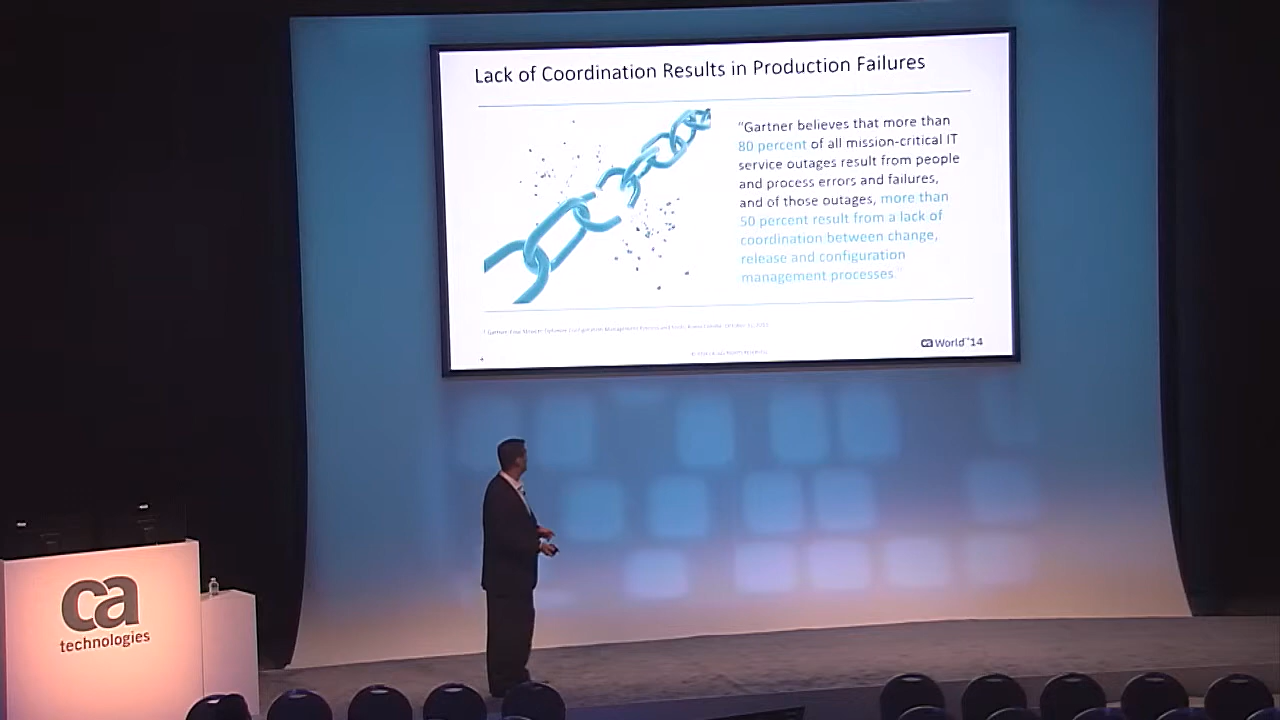 Lack of Coordination Results in Production Failures
“Gartner believes that more than
80 percent of all mission-critical IT
service outages result from people
and process errors and failures,
and of those outages, more than
50 percent result from a lack of
coordination between change,
release and configuration
management processes.”
4
ca World ’14
ca
technologies